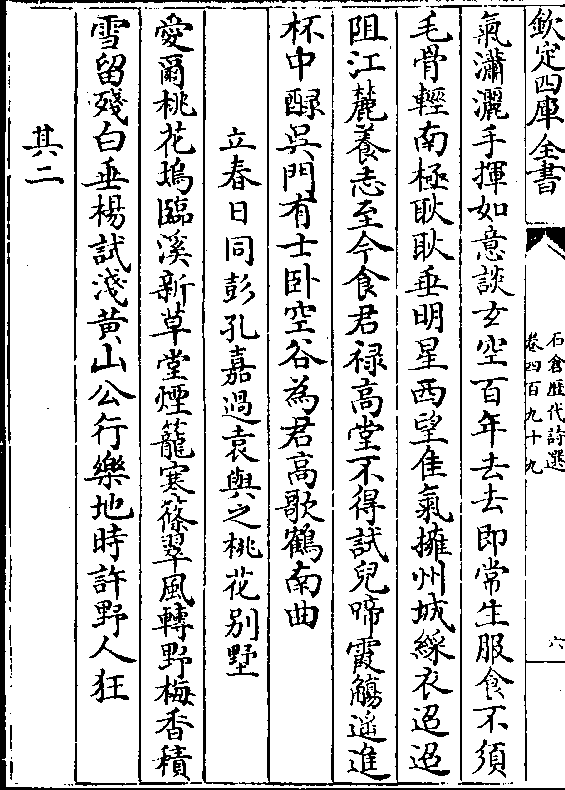 欽定四庫全書
石倉歴代詩選
卷四百九十九
六
氣瀟灑手揮如意談玄空百年去去即常生服食不須
毛骨輕南極耿耿垂明星西望隹氣擁州城綵衣迢迢
阻江麓養志至今食君禄高堂不得試兒啼霞觴遥進
杯中醁呉門有士卧空谷為君高歌鶴南曲
立春日同彭孔嘉過袁與之桃花别墅
愛爾桃花塢臨溪新草堂煙籠寒篠翠風轉野梅香積
雪留殘白垂楊試淺黄山公行樂地時許野人狂
其二